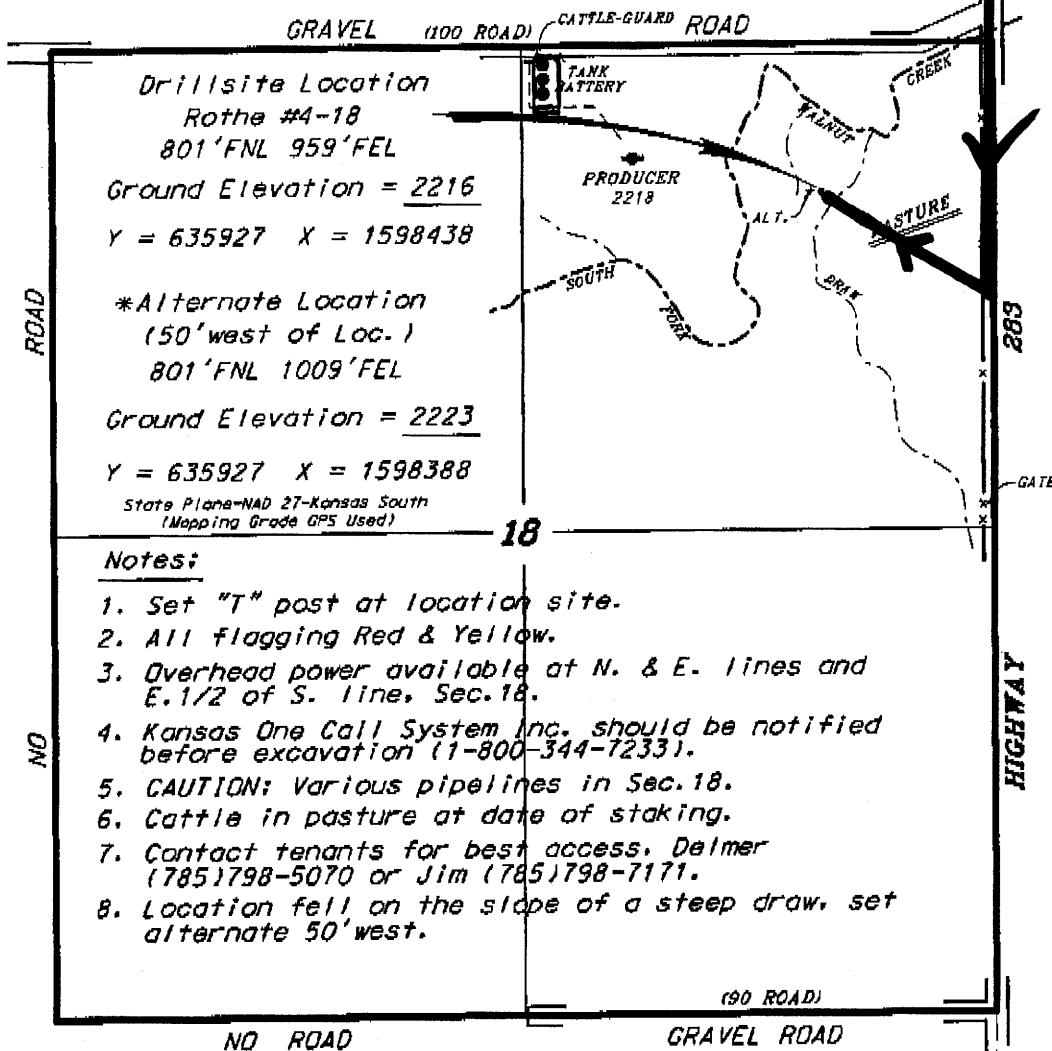 GRAVEL (100 ROAD) ROAD
CATTLE-GUARD
TANK
BATTERY
Drillsite Location
Rothe #4-18
801'FNL 959'FEL
Ground Elevation = 2216
Y = 635927 X = 1598438
*Alternate Location
(50'west of Loc.)
801'FNL 1009'FEL
Ground Elevation = 2223
Y = 635927 X = 1598388
State Plane-NAD 27-Kansas South
(Mapping Grade GPS Used)
PRODUCER
2218
WALNUT
CREEK
ALT.
PASTURE
DRAW
SOUTH
FORK
ROAD
NO
283
GATE
HIGHWAY
18
Notes:
1. Set "T" post at location site.
2. All flagging Red & Yellow.
3. Overhead power available at N. & E. lines and
E.1/2 of S. line, Sec.18.
4. Kansas One Call System Inc. should be notified
before excavation (1-800-344-7233).
5. CAUTION: Various pipelines in Sec.18.
6. Cattle in pasture at date of staking.
7. Contact tenants for best access. Delmer
(785)798-5070 or Jim (785)798-7171.
8. Location fell on the slope of a steep draw, set
alternate 50'west.
(90 ROAD)
NO ROAD
GRAVEL ROAD